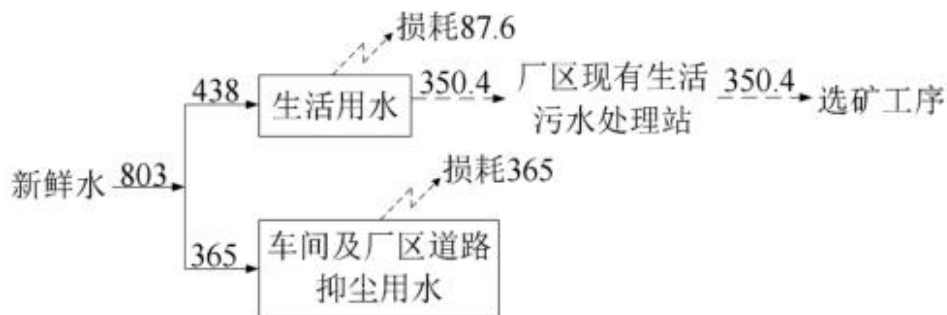 损耗87.6
438
生活用水
350.4
厂区现有生活
污水处理站
350.4
选矿工序
新鲜水
803
损耗365
365
车间及厂区道路
抑尘用水